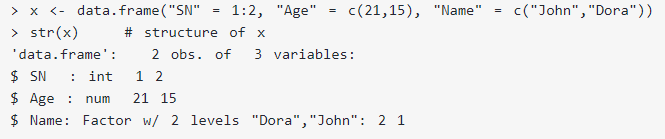 > x <- data.frame("SN" = 1:2, "Age" = c(21,15), "Name" = c("John","Dora"))
> str(x)    # structure of x
'data.frame':   2 obs. of  3 variables:
$ SN  : int  1 2
$ Age : num  21 15
$ Name: Factor w/ 2 levels "Dora","John": 2 1